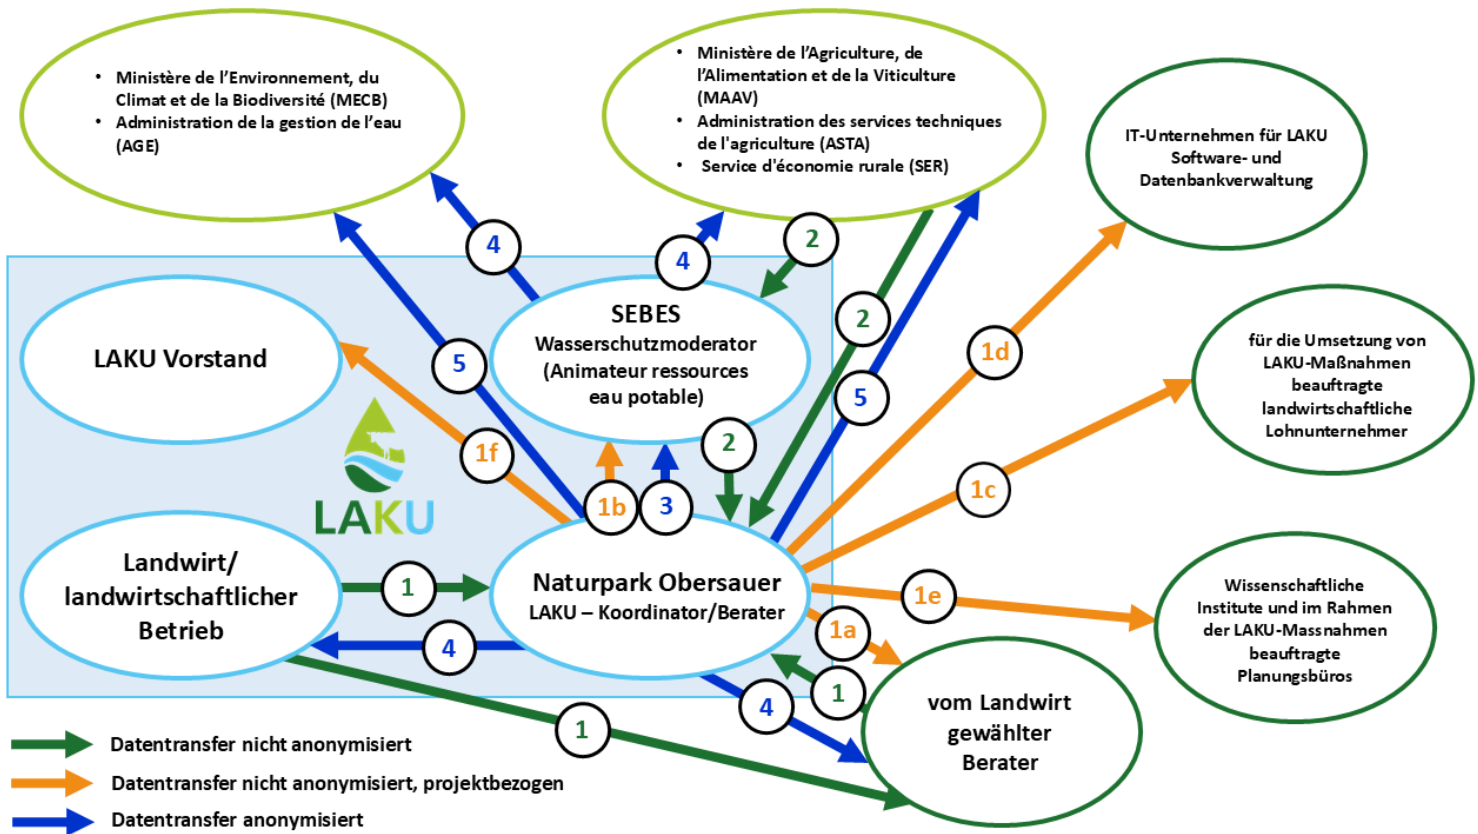 • Ministère de l’Environnement, du
Climat et de la Biodiversité (MECB)
• Administration de la gestion de l’eau
(AGE)
• Ministère de l’Agriculture, de
l’Alimentation et de la Viticulture
(MAAV)
• Administration des services techniques
de l'agriculture (ASTA)
• Service d'économie rurale (SER)
IT-Unternehmen für LAKU
Software- und
Datenbankverwaltung
4
4
2
LAKU Vorstand
SEBES
Wasserschutzmoderator
(Animateur ressources
eau potable)
2
1d
5
5
für die Umsetzung von
LAKU-Maßnahmen
beauftragte
landwirtschaftliche
Lohnunternehmer
1f
2
1c
LAKU
1b
3
Landwirt/
landwirtschaftlicher
Betrieb
1
Naturpark Obersauer
LAKU – Koordinator/Berater
1e
Wissenschaftliche
Institute und im Rahmen
der LAKU-Massnahmen
beauftragte
Planungsbüros
4
1a
1
4
1
vom Landwirt
gewählter
Berater
Datentransfer nicht anonymisiert
Datentransfer nicht anonymisiert, projektbezogen
Datentransfer anonymisiert